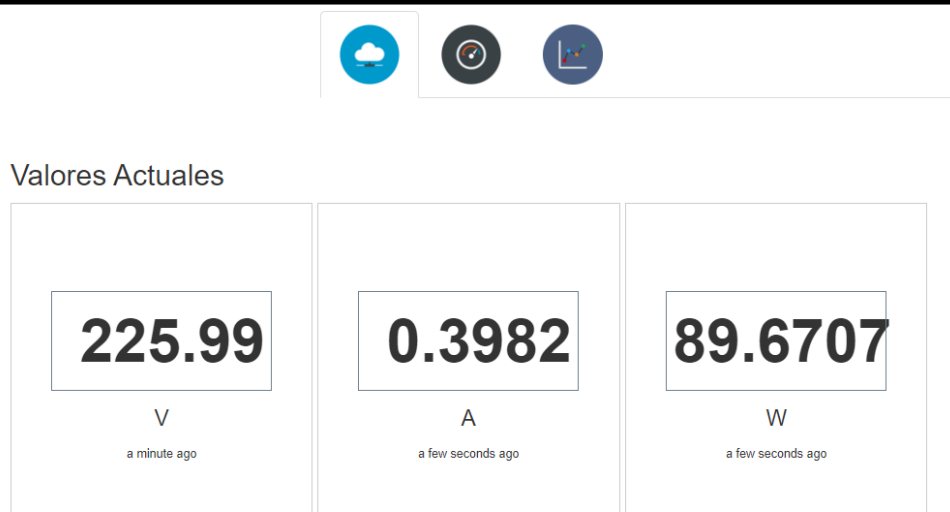 Valores Actuales
225.99
0.3982
89.6707
V
A
W
a minute ago
a few seconds ago
a few seconds ago